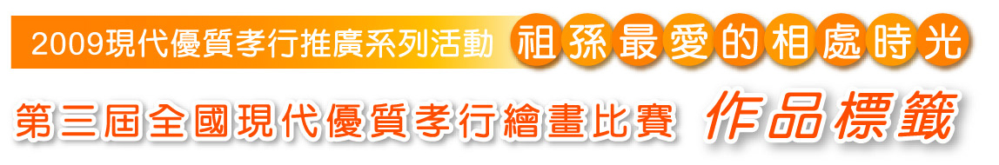 2009現代優質孝行推廣系列活動 祖孫最愛的相處時光
第三屆全國現代優質孝行繪畫比賽 作品標籤